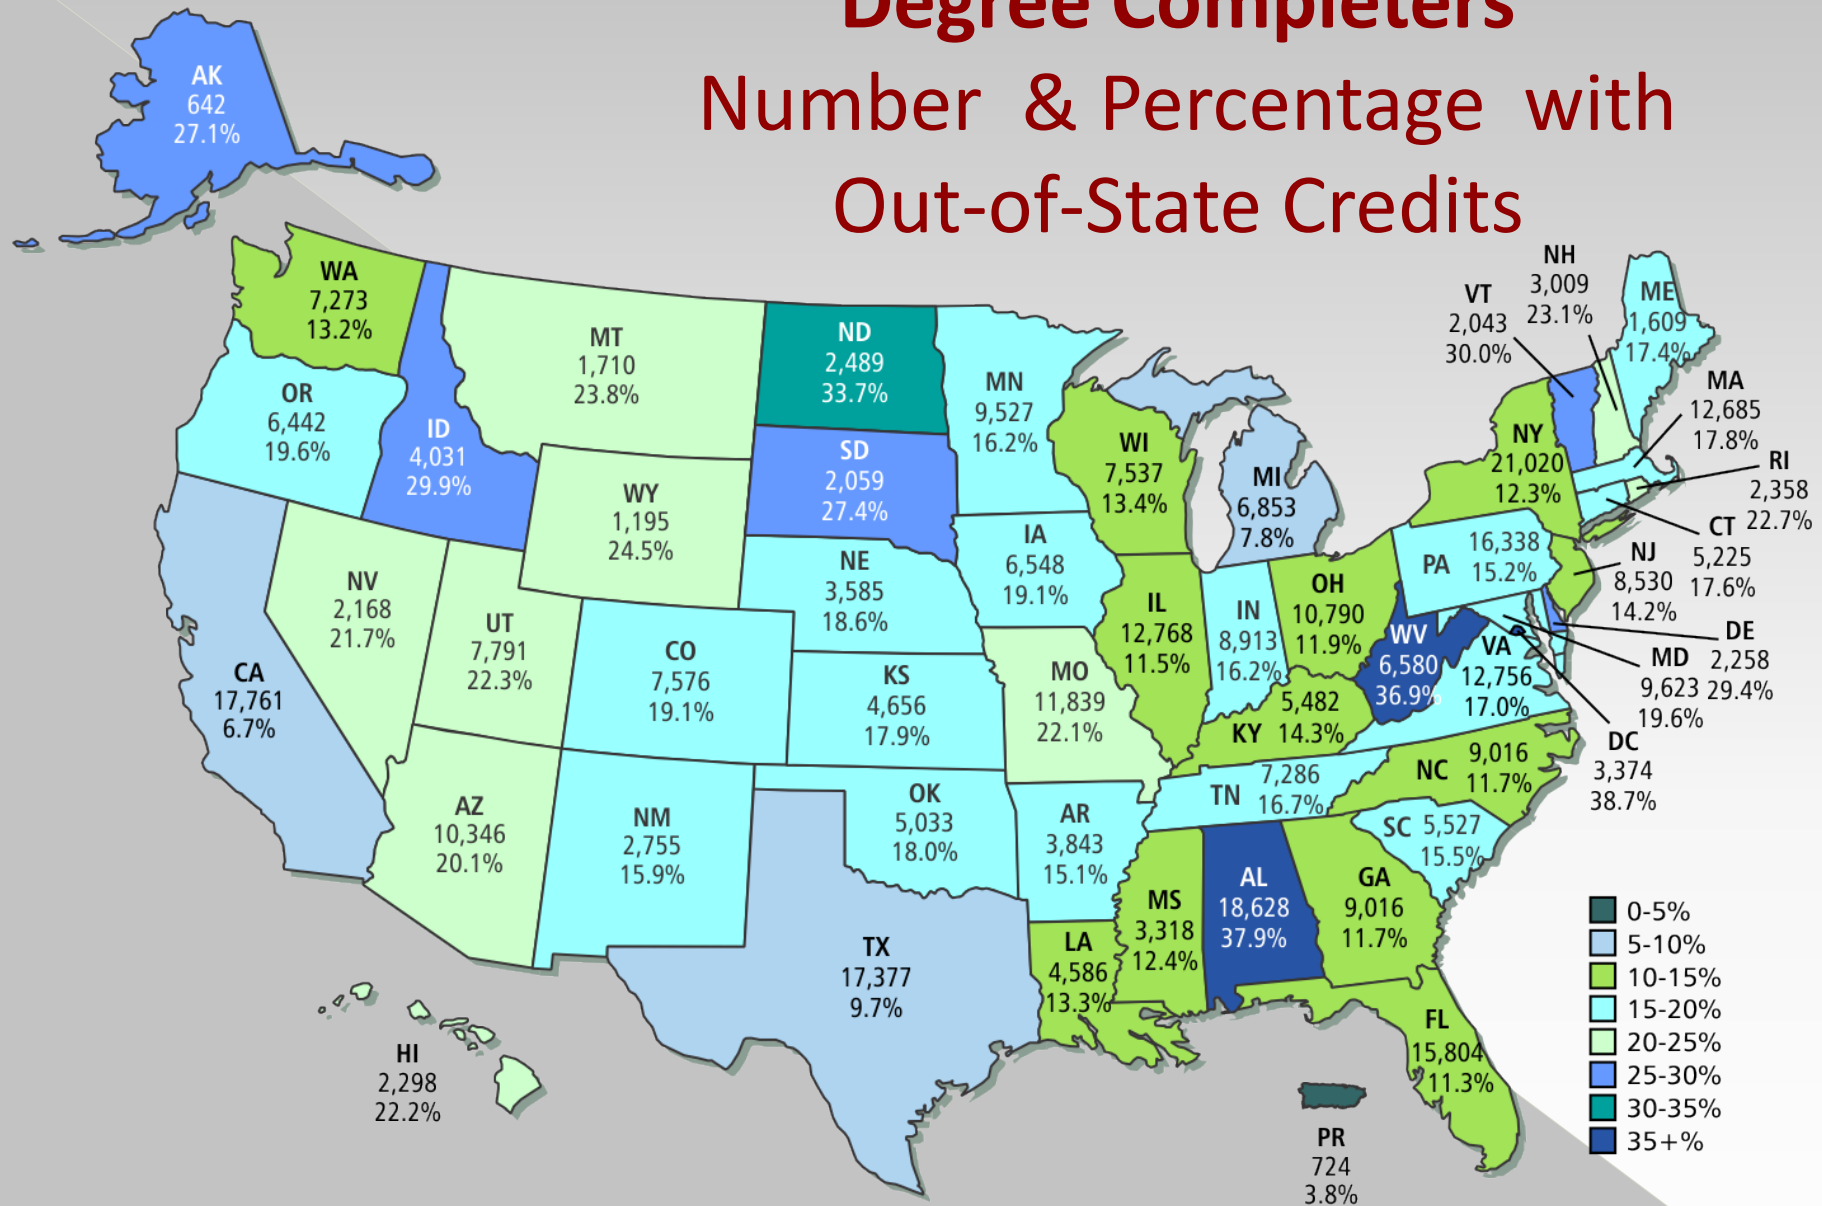 Degree Completers
Number & Percentage with
Out-of-State Credits
AK
642
27.1%
WA
7,273
13.2%
OR
6,442
19.6%
ID
4,031
29.9%
MT
1,710
23.8%
ND
2,489
33.7%
MN
9,527
16.2%
WI
7,537
13.4%
MI
6,853
7.8%
NY
21,020
12.3%
VT
2,043
30.0%
NH
3,009
23.1%
ME
1,609
17.4%
MA
12,685
17.8%
RI
2,358
22.7%
CT
5,225
17.6%
NJ
8,530
14.2%
DE
2,258
29.4%
MD
9,623
19.6%
DC
3,374
38.7%
PA
16,338
15.2%
SD
2,059
27.4%
WY
1,195
24.5%
NV
2,168
21.7%
UT
7,791
22.3%
CA
17,761
6.7%
CO
7,576
19.1%
NE
3,585
18.6%
IA
6,548
19.1%
KS
4,656
17.9%
MO
11,839
22.1%
IL
12,768
11.5%
IN
8,913
16.2%
OH
10,790
11.9%
WV
6,580
36.9%
VA
12,756
17.0%
KY
5,482
14.3%
TN
7,286
16.7%
NC
9,016
11.7%
SC
5,527
15.5%
AZ
10,346
20.1%
NM
2,755
15.9%
OK
5,033
18.0%
AR
3,843
15.1%
TX
17,377
9.7%
LA
4,586
13.3%
MS
3,318
12.4%
AL
18,628
37.9%
GA
9,016
11.7%
FL
15,804
11.3%
HI
2,298
22.2%
PR
724
3.8%
0-5%
5-10%
10-15%
15-20%
20-25%
25-30%
30-35%
35+%